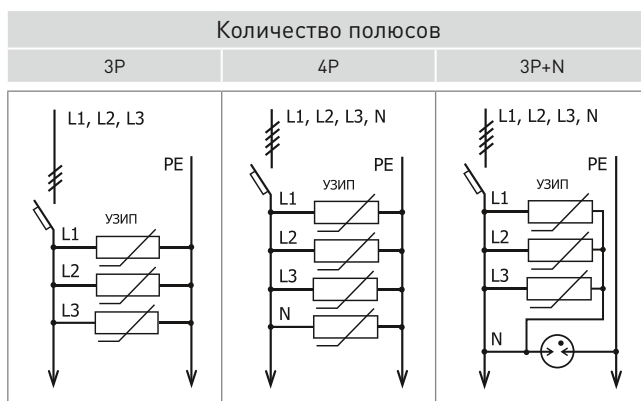 Количество полюсов
3P 4P 3P+N
L1, L2, L3
PE
УЗИП
L1
L2
L3
L1, L2, L3, N
PE
УЗИП
L1
L2
L3
N
L1, L2, L3, N
PE
УЗИП
L1
L2
L3
N